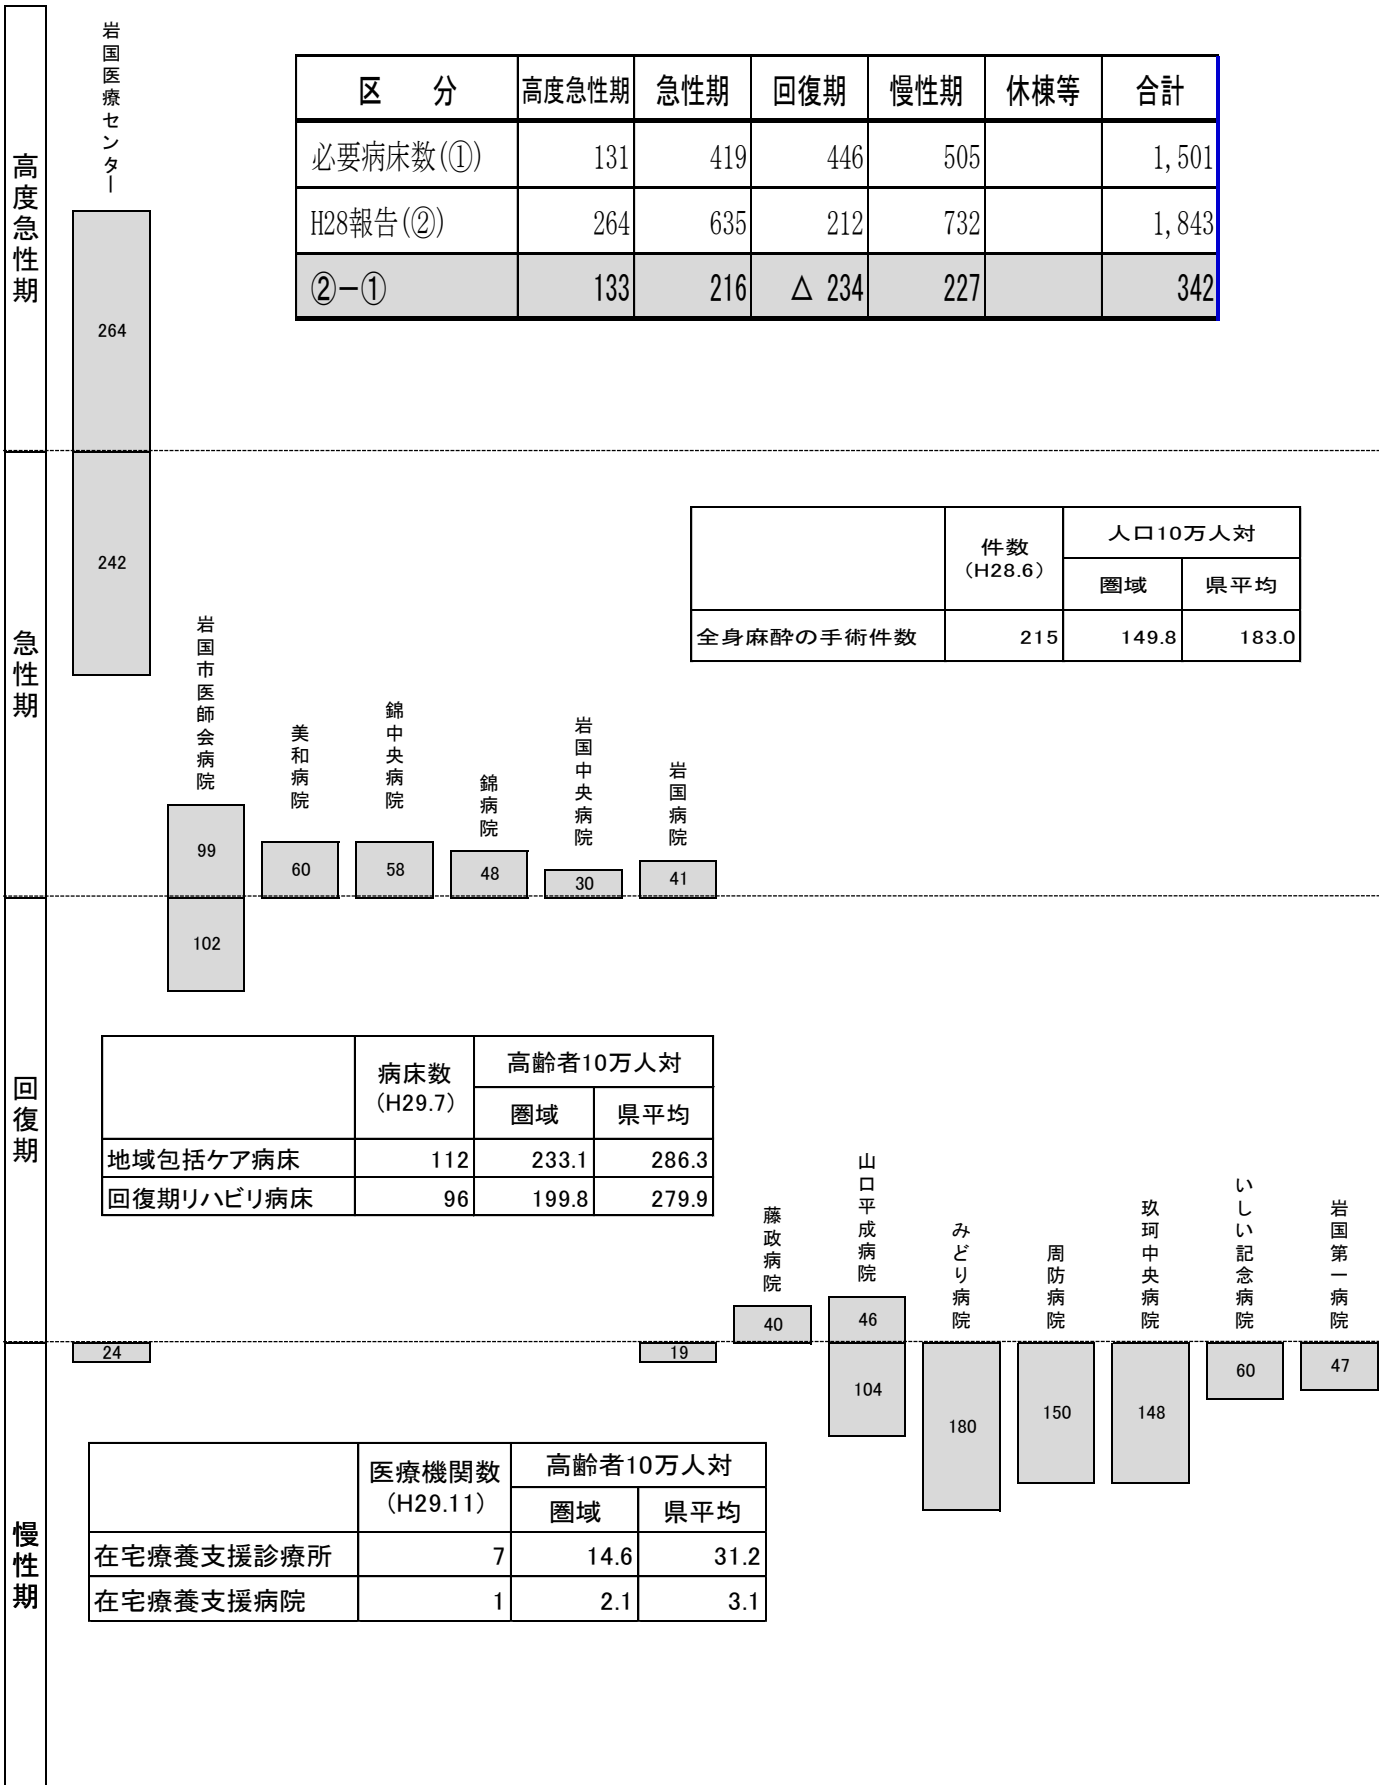 高度急性期
岩国医療センター
区 分 高度急性期 急性期 回復期 慢性期 休棟等 合計
必要病床数(①) 131 419 446 505 1,501
H28報告(②) 264 635 212 732 1,843
②－① 133 216 △ 234 227 342
264
急性期
242
件数
(H28.6)
人口10万人対
圏域 県平均
全身麻酔の手術件数 215 149.8 183.0
岩国市医師会病院
美和病院
錦中央病院
錦病院
岩国中央病院
岩国病院
99
60
58
48
30
41
102
回復期
病床数
(H29.7)
高齢者10万人対
圏域 県平均
地域包括ケア病床 112 233.1 286.3
回復期リハビリ病床 96 199.8 279.9
藤政病院
山口平成病院
みどり病院
周防病院
玖珂中央病院
いしい記念病院
岩国第一病院
40
46
慢性期
24
19
104
180
150
148
60
47
医療機関数
(H29.11)
高齢者10万人対
圏域 県平均
在宅療養支援診療所 7 14.6 31.2
在宅療養支援病院 1 2.1 3.1